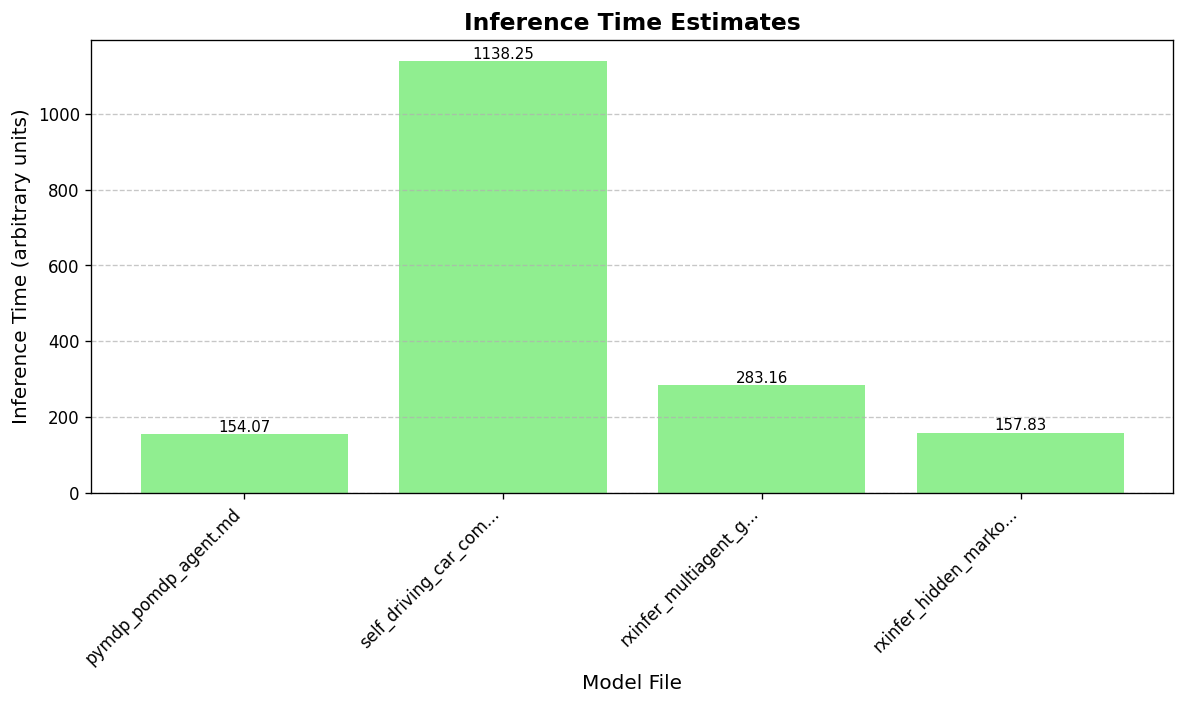 Inference Time Estimates
Inference Time (arbitrary units)
1000
800
600
400
200
0
154.07
1138.25
283.16
157.83
pymdp_pomdp_agent.md
self_driving_car_com...
rxinfer_multiagent_g...
rxinfer_hidden_marko...
Model File